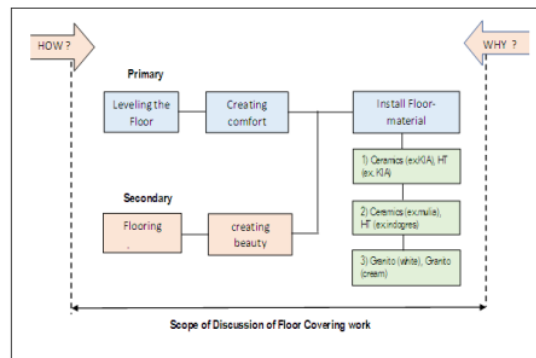 HOW ?
WHY ?
Primary
Leveling the
Floor
Creating
comfort
Install Floor-
material
1) Ceramics (ex.KIA), HT
(ex. KIA)
Secondary
Flooring
.
creating
beauty
2) Ceramics (ex.mulia),
HT (ex.indogres)
3) Granito (white), Granito
(cream)
Scope of Discussion of Floor Covering work